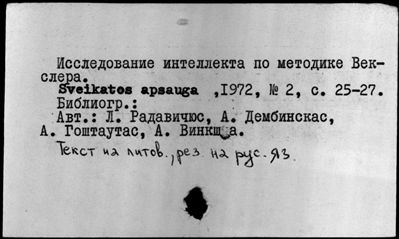 Исследование интеллекта по методике Век-
слера.
Sveikatos apsauga ,1972, № 2, с. 25-27.
Библиогр.:
Авт.: Л. Радавичюс, А. Дембинскас,
А. Гоштаутас, А. Винкша.
Текст на литов., рез. на рус. яз.